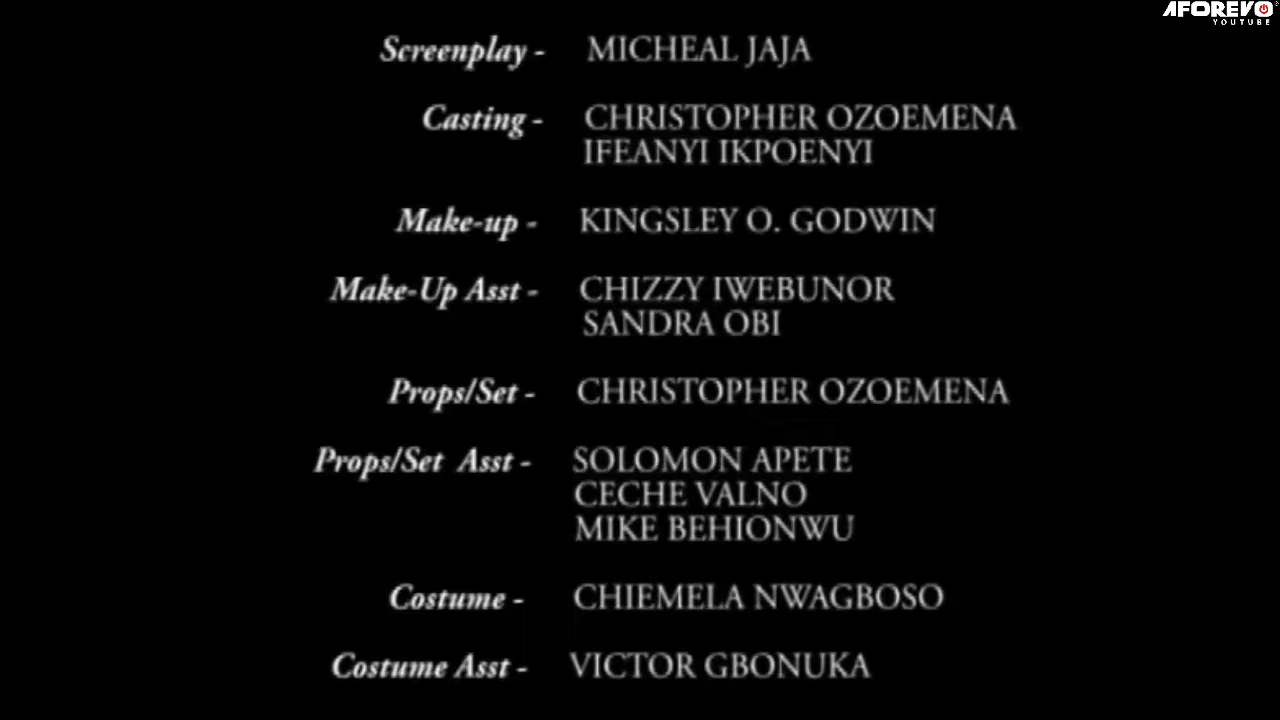 AFOREVO
YOUTUBE
Screenplay - MICHEAL JAJA
Casting - CHRISTOPHER OZOEMENA
IFEANYI IKPOENYI
Make-up - KINGSLEY O. GODWIN
Make-Up Asst - CHIZZY IWEBUNOR
SANDRA OBI
Props/Set - CHRISTOPHER OZOEMENA
Props/Set Asst - SOLOMON APETE
CECHE VALNO
MIKE BEHIONWU
Costume - CHIEMELA NWAGBOSO
Costume Asst - VICTOR GBONUKA